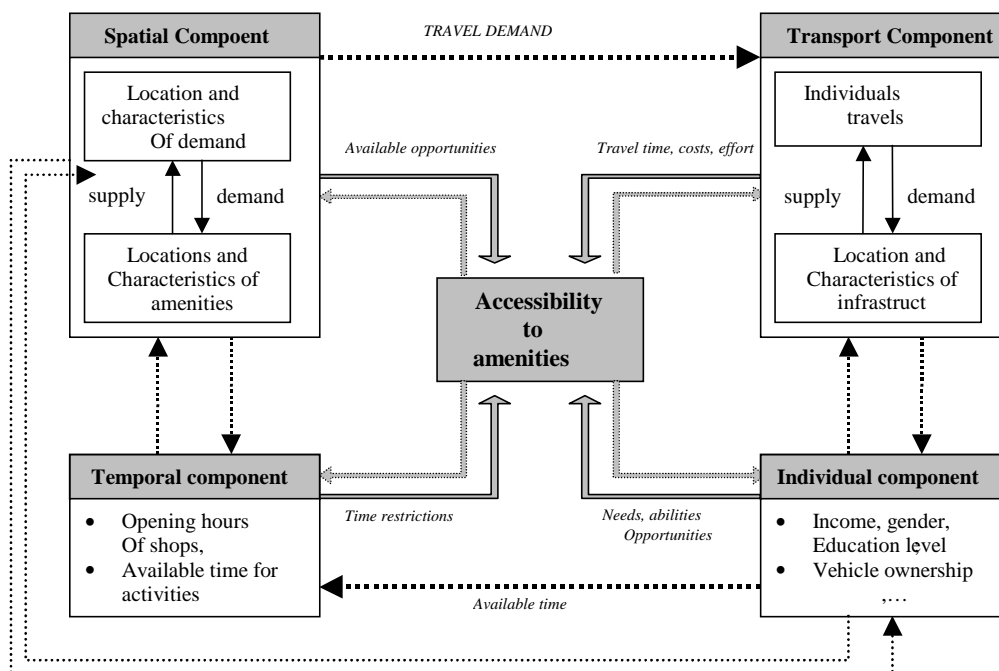 Spatial Compoent
TRAVEL DEMAND
Transport Component
Location and
characteristics
Of demand
supply
demand
Locations and
Characteristics of
amenities
Available opportunities
Travel time, costs, effort
Individuals
travels
supply
demand
Location and
Characteristics of
infrastruct
Accessibility
to
amenities
Temporal component
• Opening hours
Of shops,
• Available time for
activities
Time restrictions
Needs, abilities
Opportunities
Available time
Individual component
• Income, gender,
Education level;
• Vehicle ownership
,…